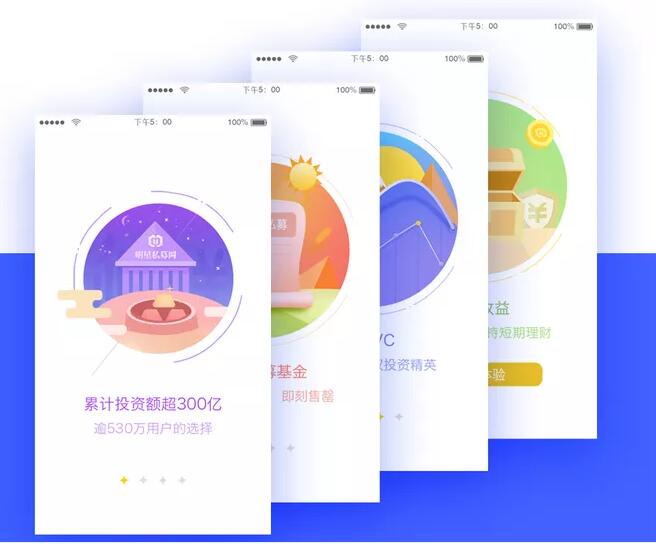 下午5：00 100%
明星私募网
累计投资额超300亿
逾530万用户的选择
下午5：00 100%
私募
募基金
即刻售罄
下午5：00 100%
VC
投资精英
下午5：00 100%
收益
短期理财
体验